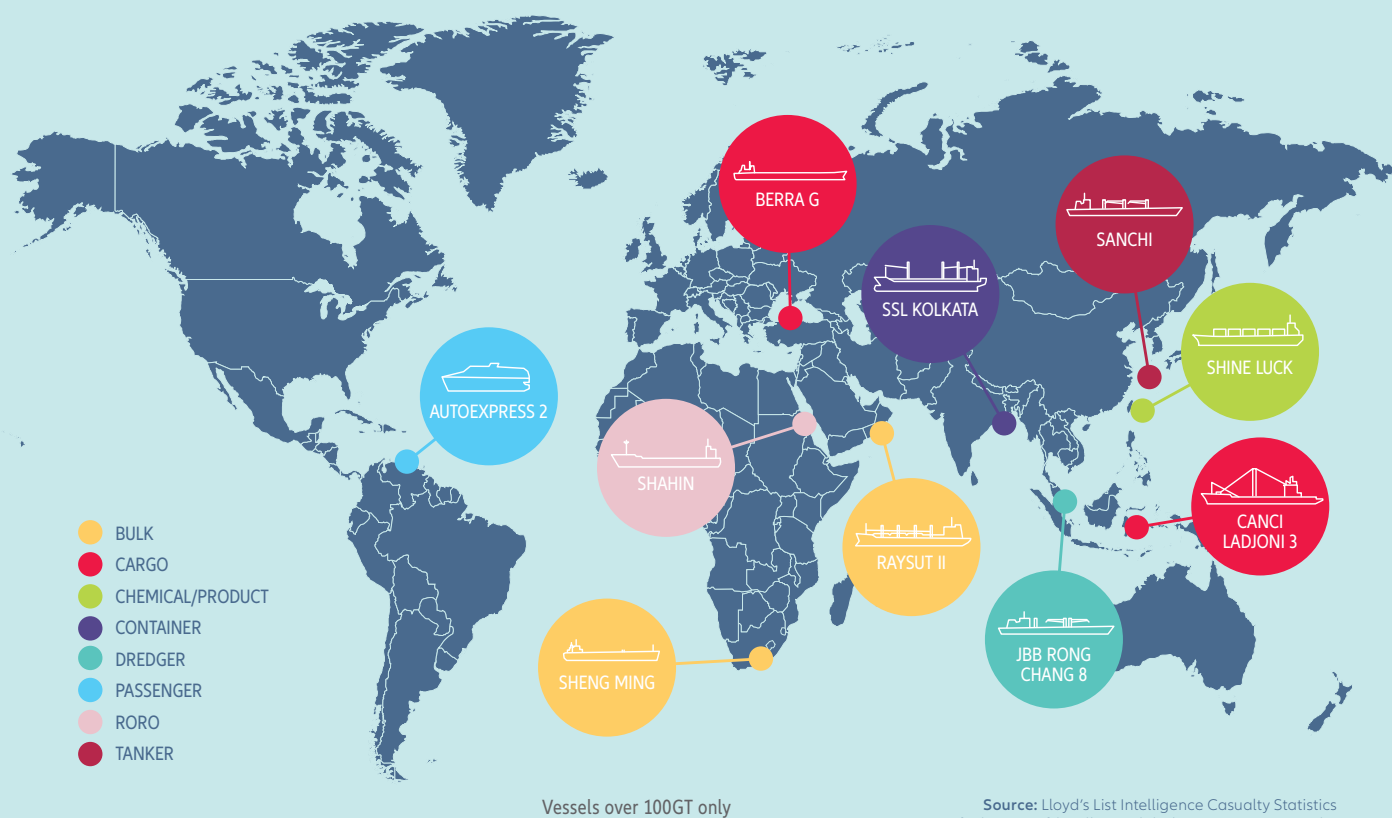 BERRA G
SANCHI
SSL KOLKATA
SHINE LUCK
AUTOEXPRESS 2
SHAHIN
CANCI
LADJONI 3
RAYSUT II
JBB RONG
CHANG 8
SHENG MING
BULK
CARGO
CHEMICAL/PRODUCT
CONTAINER
DREDGER
PASSENGER
RORO
TANKER
Vessels over 100GT only
Source: Lloyd's List Intelligence Casualty Statistics